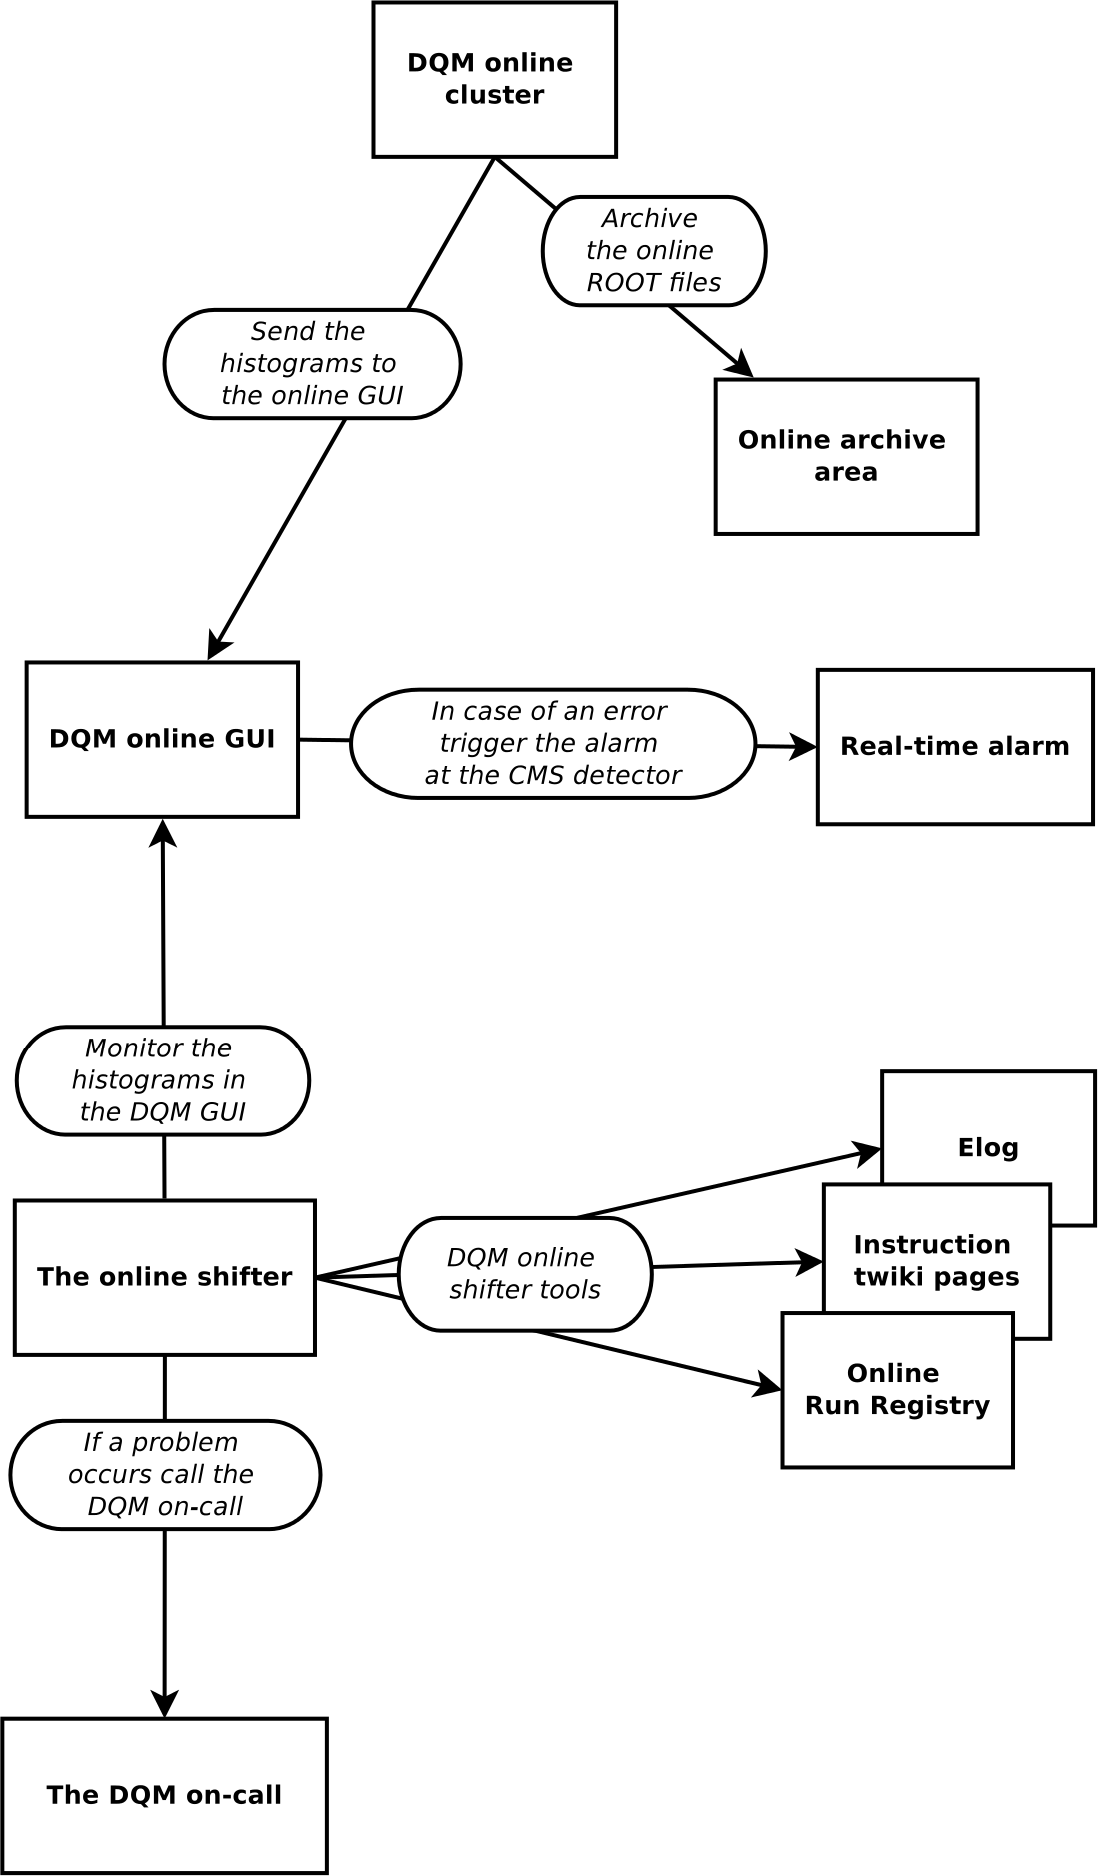 DQM online
cluster
Archive
the online
ROOT files
Send the
histograms to
the online GUI
Online archive
area
DQM online GUI
In case of an error
trigger the alarm
at the CMS detector
Real-time alarm
Monitor the
histograms in
the DQM GUI
Elog
The online shifter
DQM online
shifter tools
Instruction
twiki pages
Online
Run Registry
If a problem
occurs call the
DQM on-call
The DQM on-call